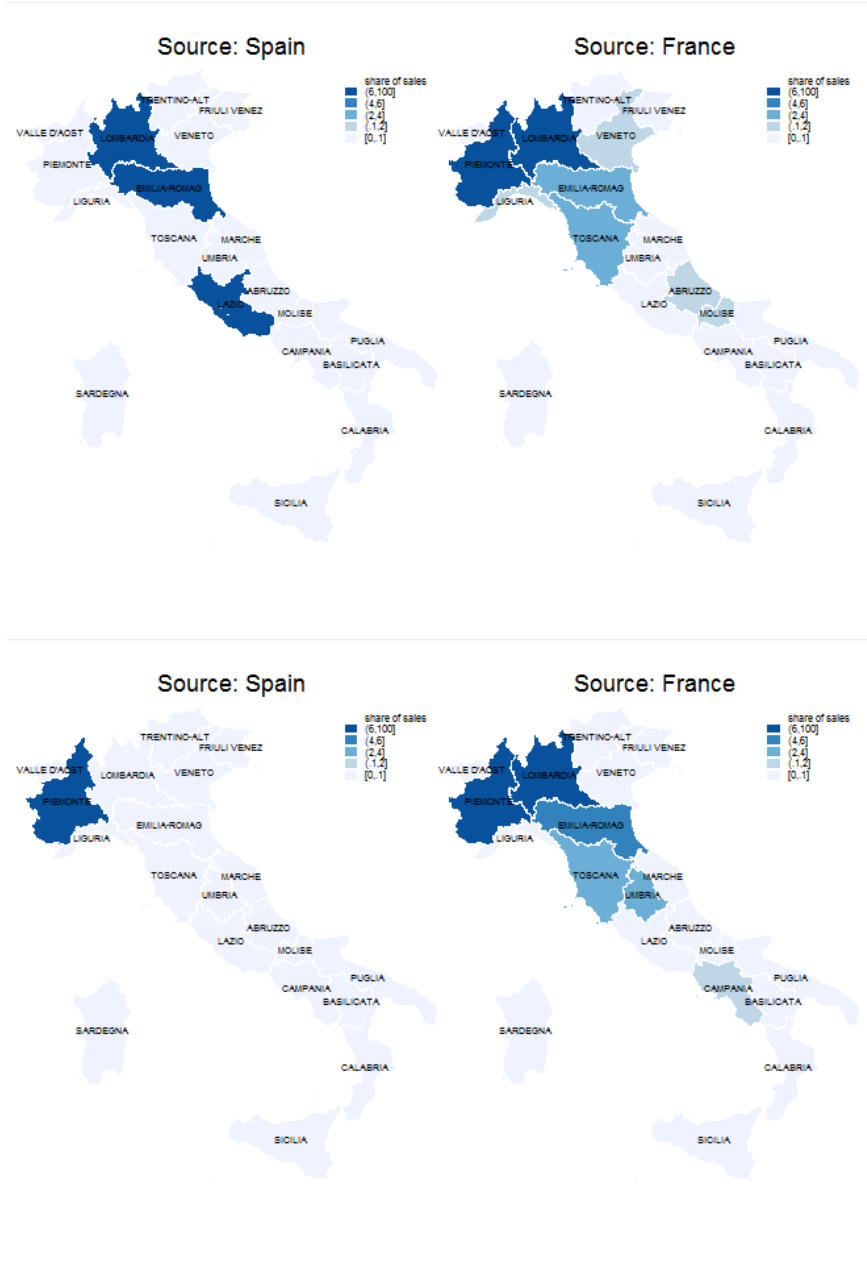 Source: Spain
share of sales
(6,100]
(4,6]
(2,4]
(.1,2]
[0,.1]
TRENTINO-ALT
FRIULI VENEZ
VALLE D'AOST
LOMBARDIA
VENETO
PIEMONTE
EMILIA-ROMAG
LIGURIA
TOSCANA
MARCHE
UMBRIA
ABRUZZO
LAZIO
MOLISE
PUGLIA
CAMPANIA
BASILICATA
SARDEGNA
CALABRIA
SICILIA
Source: France
share of sales
(6,100]
(4,6]
(2,4]
(.1,2]
[0,.1]
TRENTINO-ALT
FRIULI VENEZ
VALLE D'AOST
LOMBARDIA
VENETO
PIEMONTE
EMILIA-ROMAG
LIGURIA
TOSCANA
MARCHE
UMBRIA
ABRUZZO
LAZIO
MOLISE
PUGLIA
CAMPANIA
BASILICATA
SARDEGNA
CALABRIA
SICILIA
Source: Spain
share of sales
(6,100]
(4,6]
(2,4]
(.1,2]
[0,.1]
TRENTINO-ALT
FRIULI VENEZ
VALLE D'AOST
LOMBARDIA
VENETO
PIEMONTE
EMILIA-ROMAG
LIGURIA
TOSCANA
MARCHE
UMBRIA
ABRUZZO
LAZIO
MOLISE
PUGLIA
CAMPANIA
BASILICATA
SARDEGNA
CALABRIA
SICILIA
Source: France
share of sales
(6,100]
(4,6]
(2,4]
(.1,2]
[0,.1]
TRENTINO-ALT
FRIULI VENEZ
VALLE D'AOST
LOMBARDIA
VENETO
PIEMONTE
EMILIA-ROMAG
LIGURIA
TOSCANA
MARCHE
UMBRIA
ABRUZZO
LAZIO
MOLISE
PUGLIA
CAMPANIA
BASILICATA
SARDEGNA
CALABRIA
SICILIA